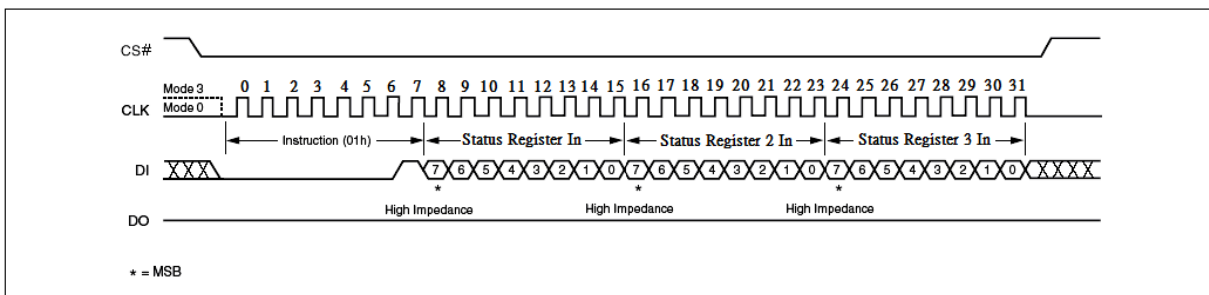 CS#
Mode 3 0 1 2 3 4 5 6 7 8 9 10 11 12 13 14 15 16 17 18 19 20 21 22 23 24 25 26 27 28 29 30 31
CLK Mode 0
Instruction (01h) Status Register In Status Register 2 In Status Register 3 In
DI 7 6 5 4 3 2 1 0 7 6 5 4 3 2 1 0 7 6 5 4 3 2 1 0
* * *
High Impedance High Impedance High Impedance
DO
* = MSB